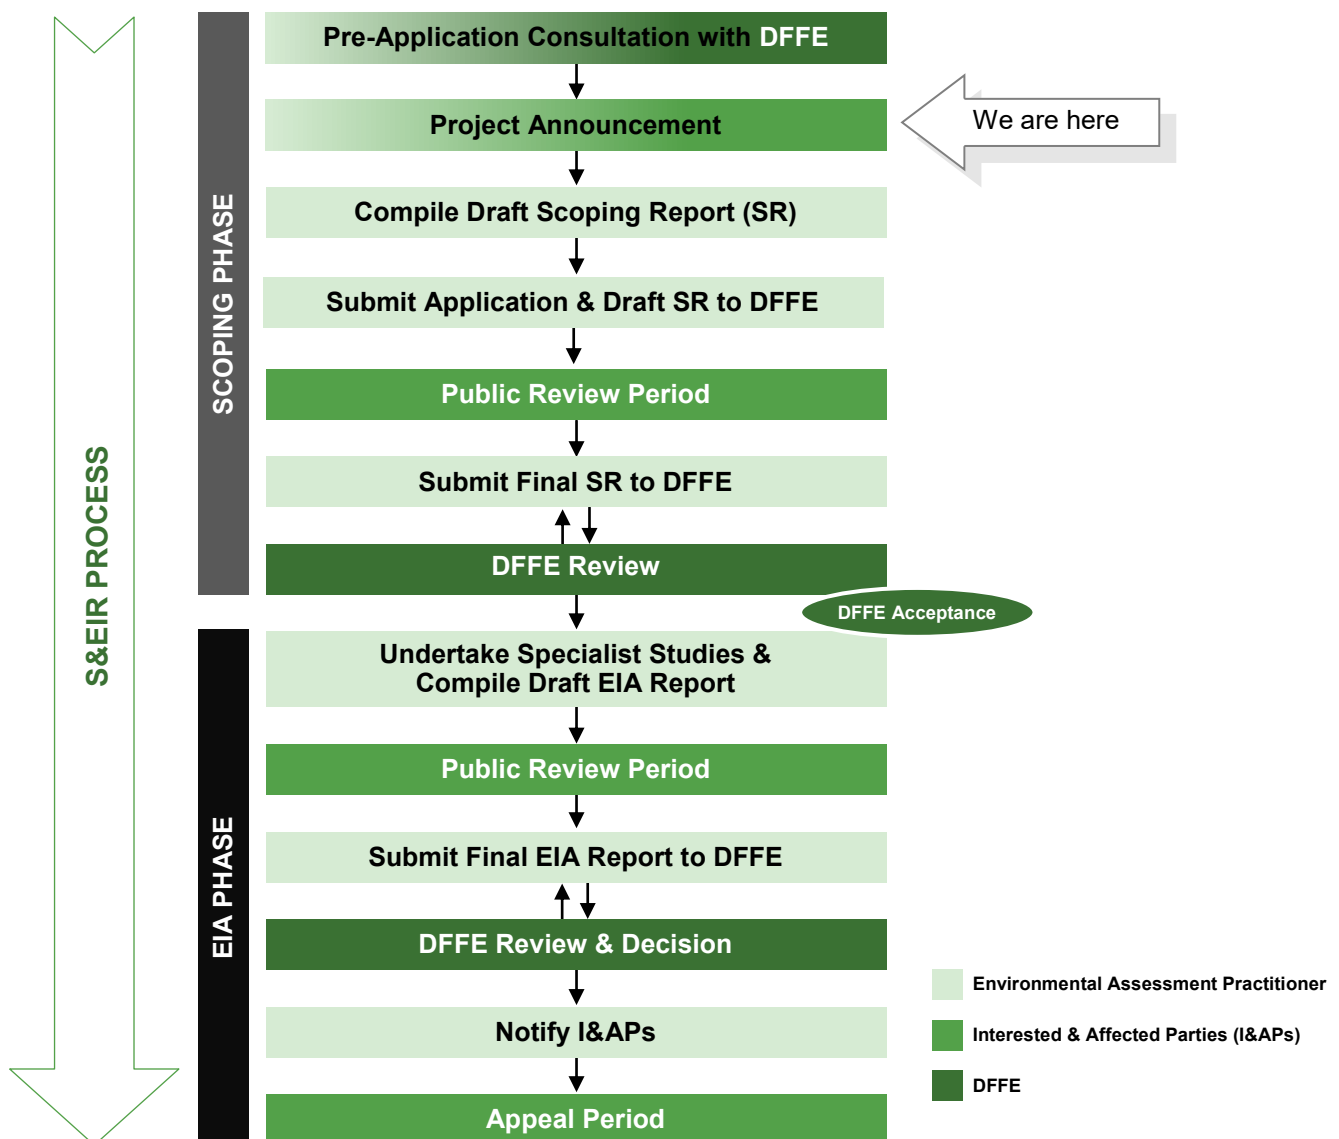 S&EIR PROCESS
SCOPING PHASE
Pre-Application Consultation with DFFE
Project Announcement
We are here
Compile Draft Scoping Report (SR)
Submit Application & Draft SR to DFFE
Public Review Period
Submit Final SR to DFFE
DFFE Review
DFFE Acceptance
EIA PHASE
Undertake Specialist Studies &
Compile Draft EIA Report
Public Review Period
Submit Final EIA Report to DFFE
DFFE Review & Decision
Notify I&APs
Appeal Period
Environmental Assessment Practitioner
Interested & Affected Parties (I&APs)
DFFE